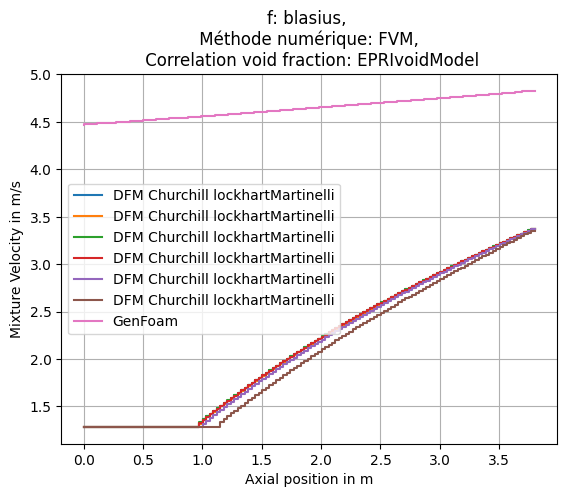 f: blasius,
Méthode numérique: FVM,
Correlation void fraction: EPRIvoidModel
5.0
4.5
4.0
3.5
3.0
2.5
2.0
1.5
Mixture Velocity in m/s
DFM Churchill lockhartMartinelli
DFM Churchill lockhartMartinelli
DFM Churchill lockhartMartinelli
DFM Churchill lockhartMartinelli
DFM Churchill lockhartMartinelli
DFM Churchill lockhartMartinelli
GenFoam
0.0 0.5 1.0 1.5 2.0 2.5 3.0 3.5
Axial position in m